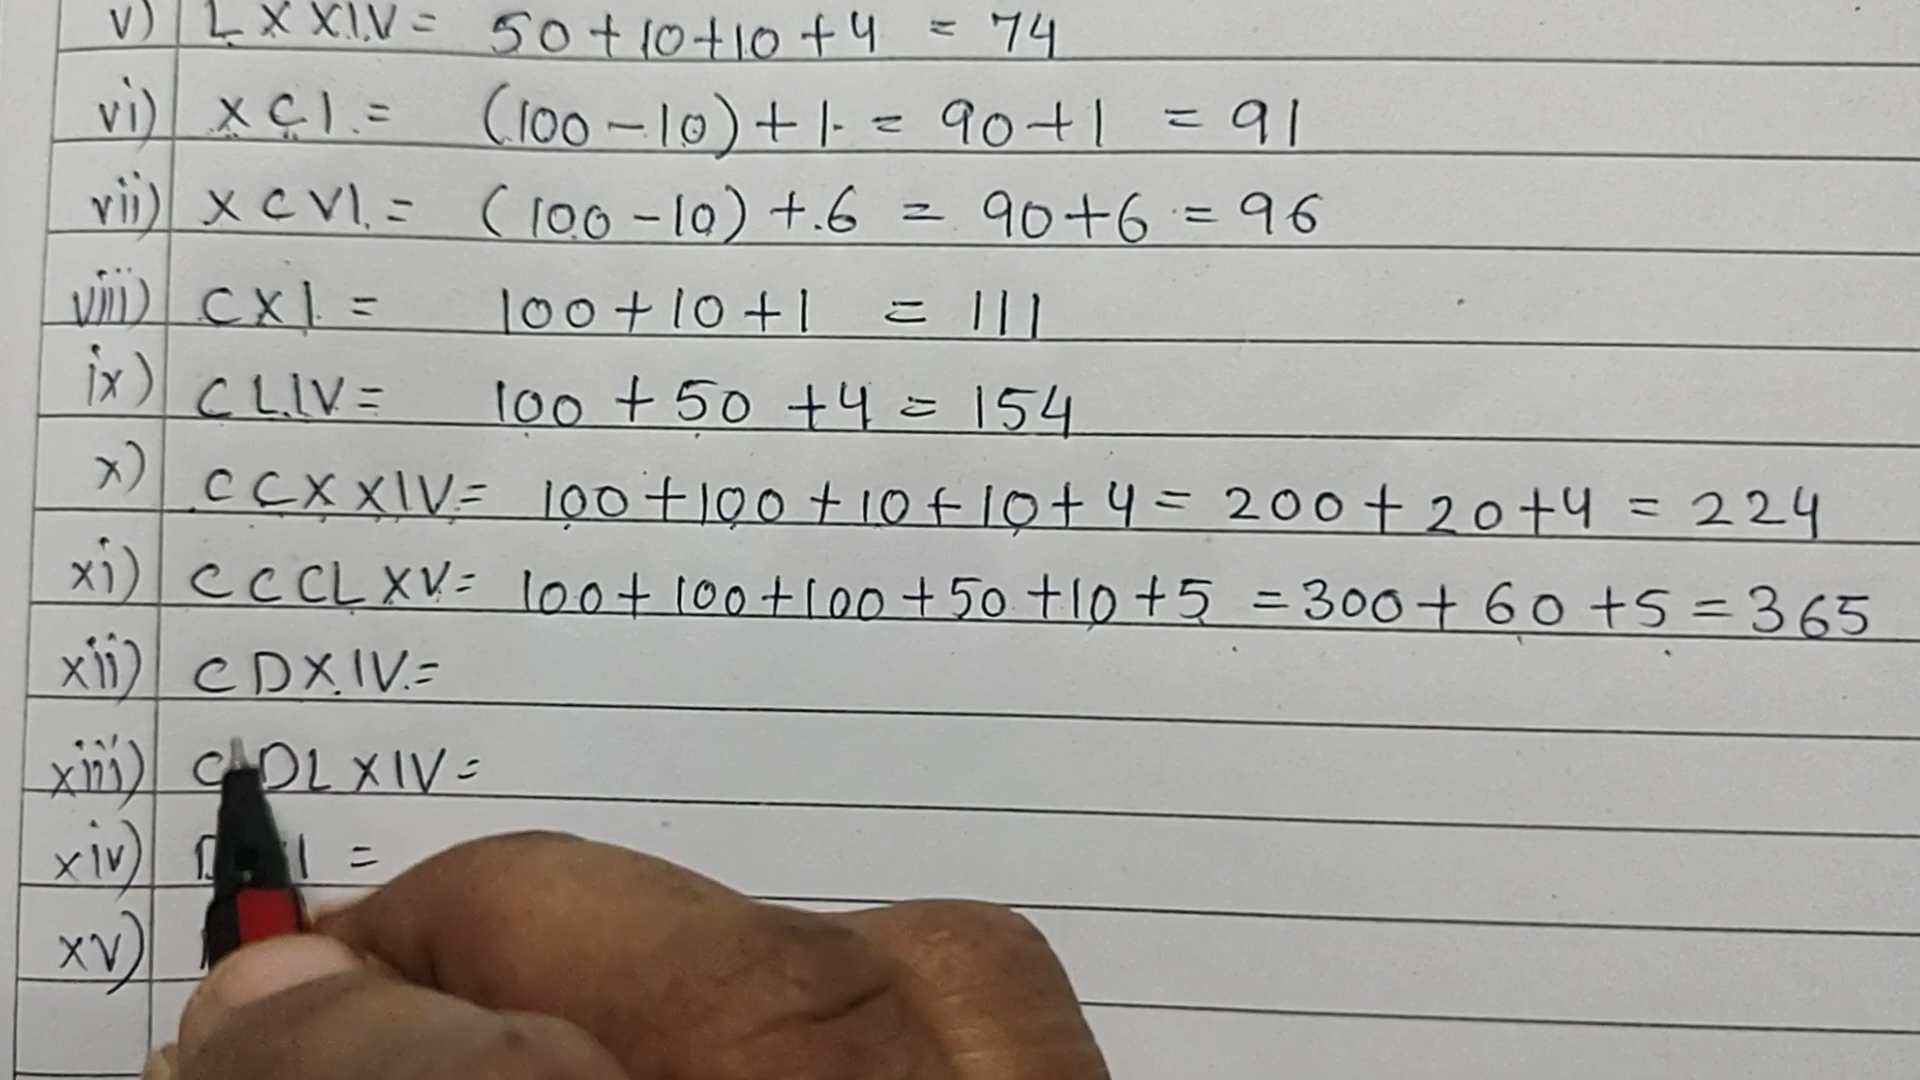 v) LXXIV = 50+10+10+4 = 74
vi) XCI = (100-10)+1 = 90+1 = 91
vii) XCVI = (100-10)+6 = 90+6 = 96
viii) CXI = 100+10+1 = 111
ix) CLIV = 100+50+4 = 154
x) CCXXIV = 100+100+10+10+4 = 200+20+4 = 224
xi) CCCLXV = 100+100+100+50+10+5 = 300+60+5 = 365
xii) CDXIV =
xiii) CDLXIV =
xiv) =
xv)